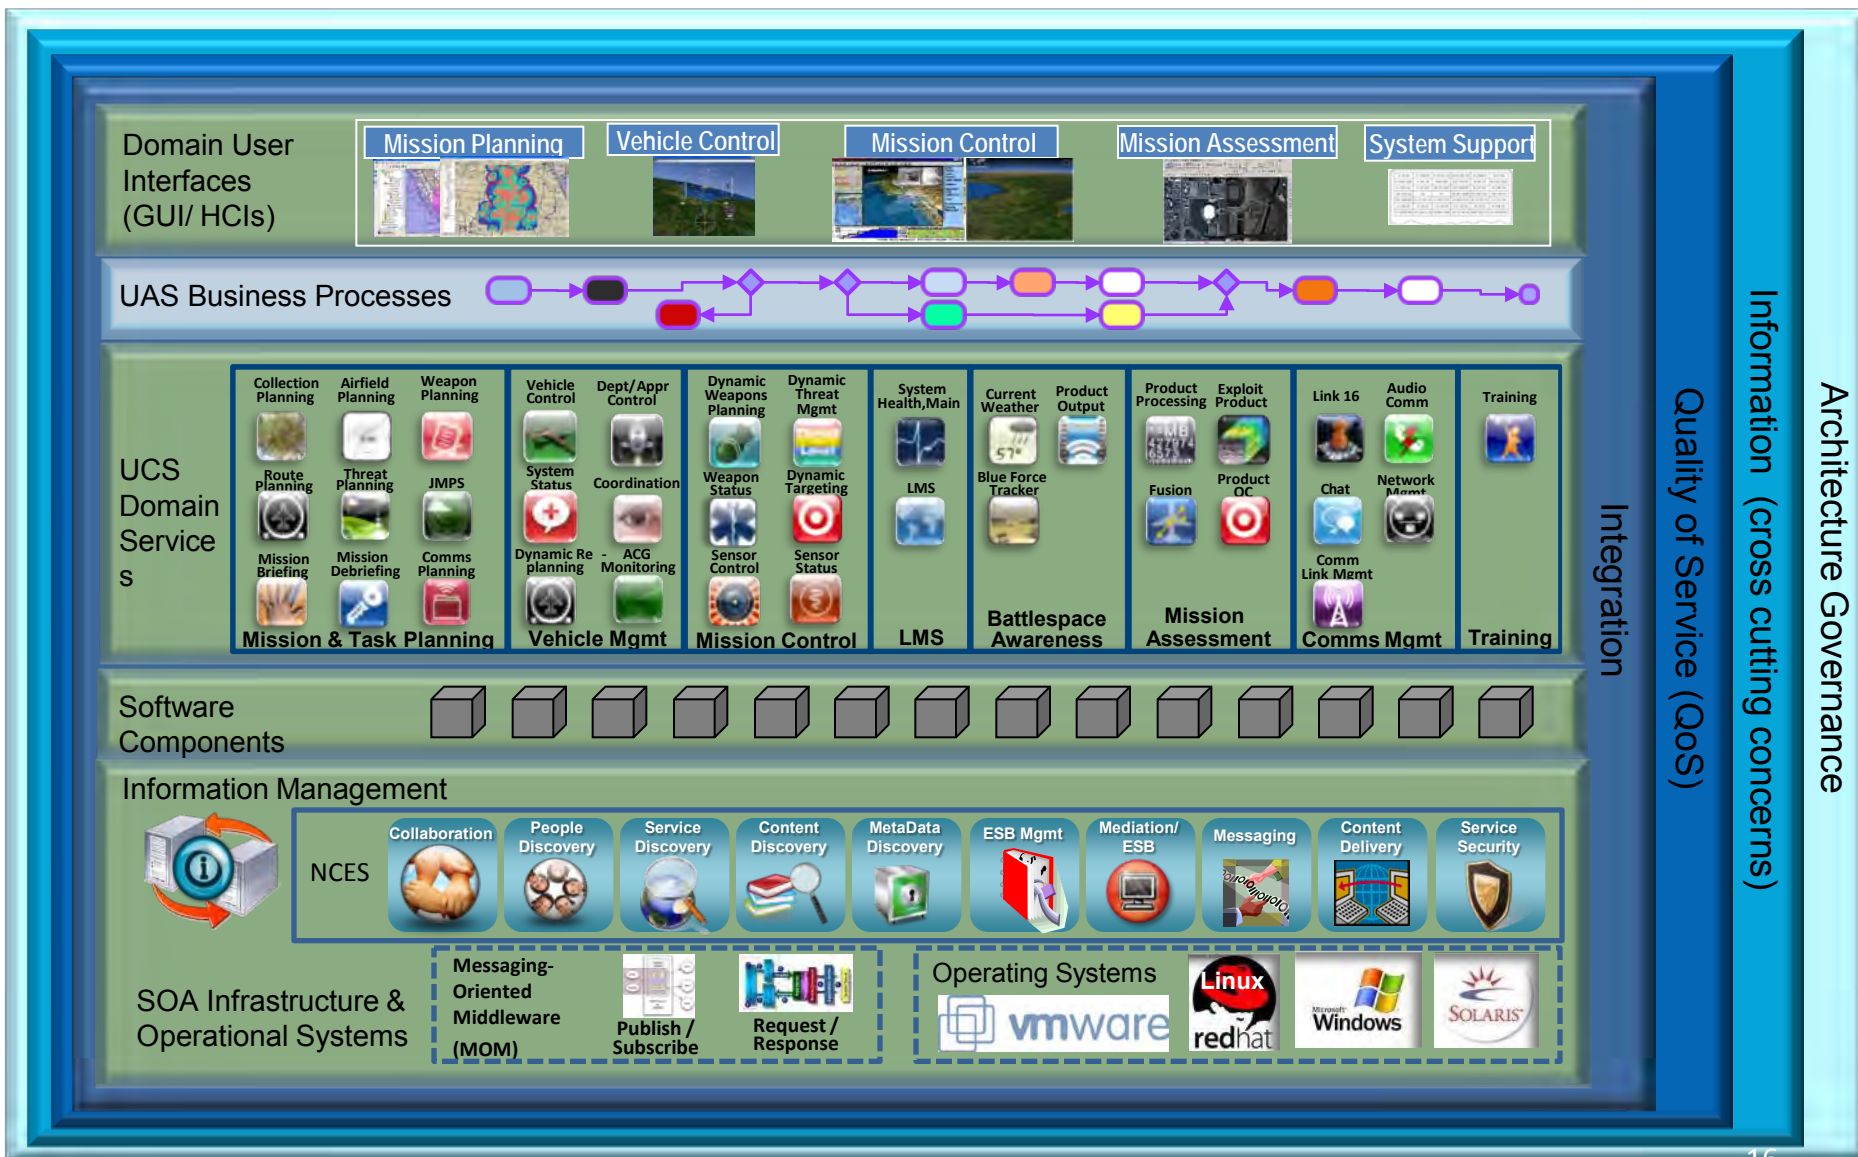 Domain User
Interfaces
(GUI/ HCIs)
Mission Planning
Vehicle Control
Mission Control
Mission Assessment
System Support
UAS Business Processes
UCS
Domain
Service
s
Collection
Planning
Airfield
Planning
Weapon
Planning
Route
Planning
Threat
Planning
JMPS
Mission
Briefing
Mission
Debriefing
Comms
Planning
Mission & Task Planning
Vehicle
Control
Dept/Appr
Control
System
Status
Coordination
Dynamic Re -
planning
ACG
Monitoring
Vehicle Mgmt
Dynamic
Weapons
Planning
Dynamic
Threat
Mgmt
Weapon
Status
Dynamic
Targeting
Sensor
Control
Sensor
Status
Mission Control
System
Health,Main
LMS
LMS
Current
Weather
57°
Product
Output
Blue Force
Tracker
Battlespace
Awareness
Product
Processing
Exploit
Product
Fusion
Product
QC
Mission
Assessment
Link 16
Audio
Comm
Chat
Network
Mgmt
Comm
Link Mgmt
Comms Mgmt
Training
Training
Software
Components
Information Management
NCES
Collaboration
People
Discovery
Service
Discovery
Content
Discovery
MetaData
Discovery
ESB Mgmt
Mediation/
ESB
Messaging
Content
Delivery
Service
Security
SOA Infrastructure &
Operational Systems
Messaging-
Oriented
Middleware
(MOM)
Publish /
Subscribe
Request /
Response
Operating Systems
vmware
Linux
redhat
Microsoft
Windows
SOLARIS
Integration
Quality of Service (QoS)
Information (cross cutting concerns)
Architecture Governance
16